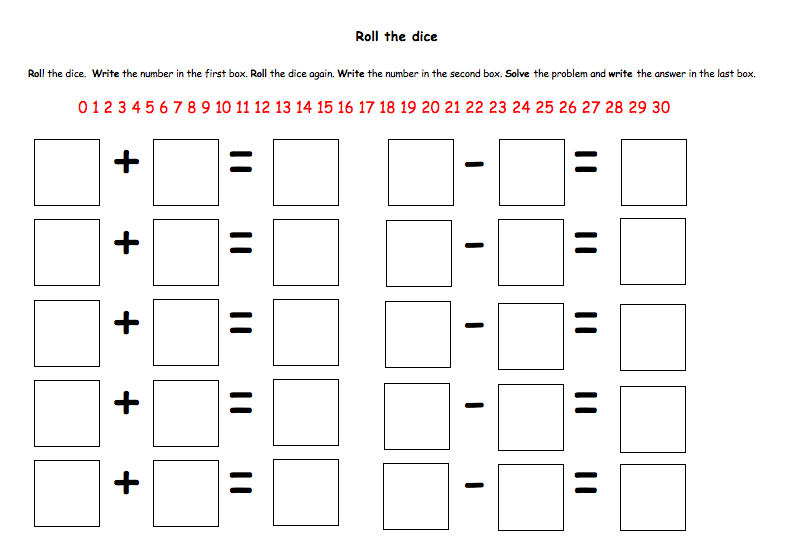 Roll the dice
Roll the dice. Write the number in the first box. Roll the dice again. Write the number in the second box. Solve the problem and write the answer in the last box.
0 1 2 3 4 5 6 7 8 9 10 11 12 13 14 15 16 17 18 19 20 21 22 23 24 25 26 27 28 29 30
+ = - =
+ = - =
+ = - =
+ = - =
+ = - =